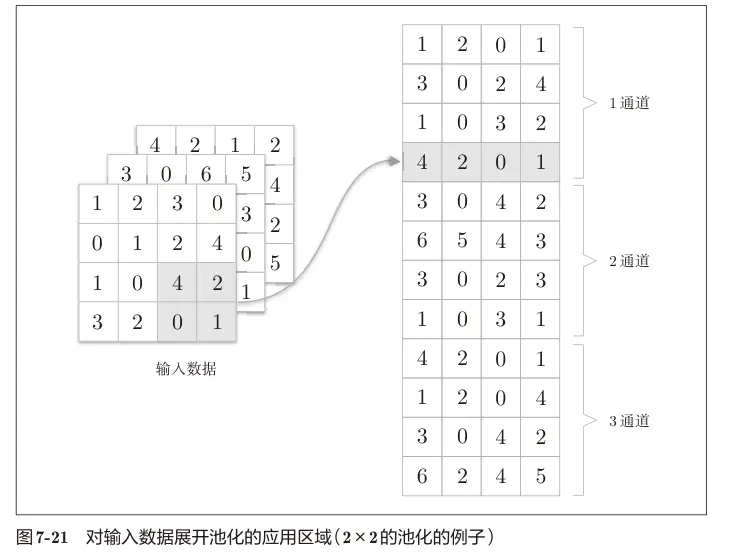 4 2 1 2
3 0 6 5
4
1 2 3 0
3
2
0 1 2 4
0
5
1 0 4 2
1
3 2 0 1
输入数据
1 2 0 1
3 0 2 4
1 0 3 2
4 2 0 1
1通道
3 0 4 2
6 5 4 3
3 0 2 3
1 0 3 1
2通道
4 2 0 1
1 2 0 4
3 0 4 2
6 2 4 5
3通道
图7-21 对输入数据展开池化的应用区域(2×2的池化的例子)